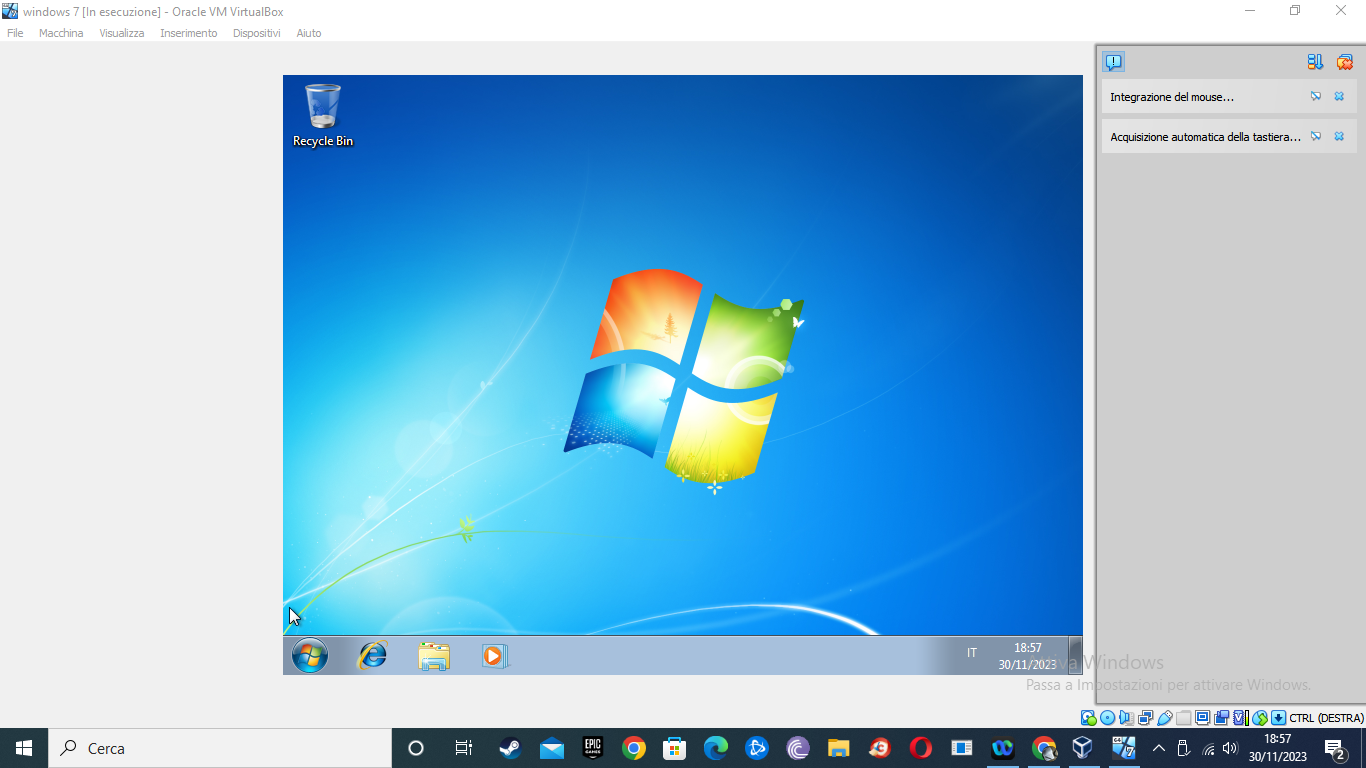 windows 7 [In esecuzione] - Oracle VM VirtualBox
File Macchina Visualizza Inserimento Dispositivi Aiuto
Integrazione del mouse...
Acquisizione automatica della tastiera...
Recycle Bin
IT
18:57
30/11/2023
Attiva Windows
Passa a Impostazioni per attivare Windows.
CTRL (DESTRA)
Cerca
EPIC
GAMES
18:57
30/11/2023
2